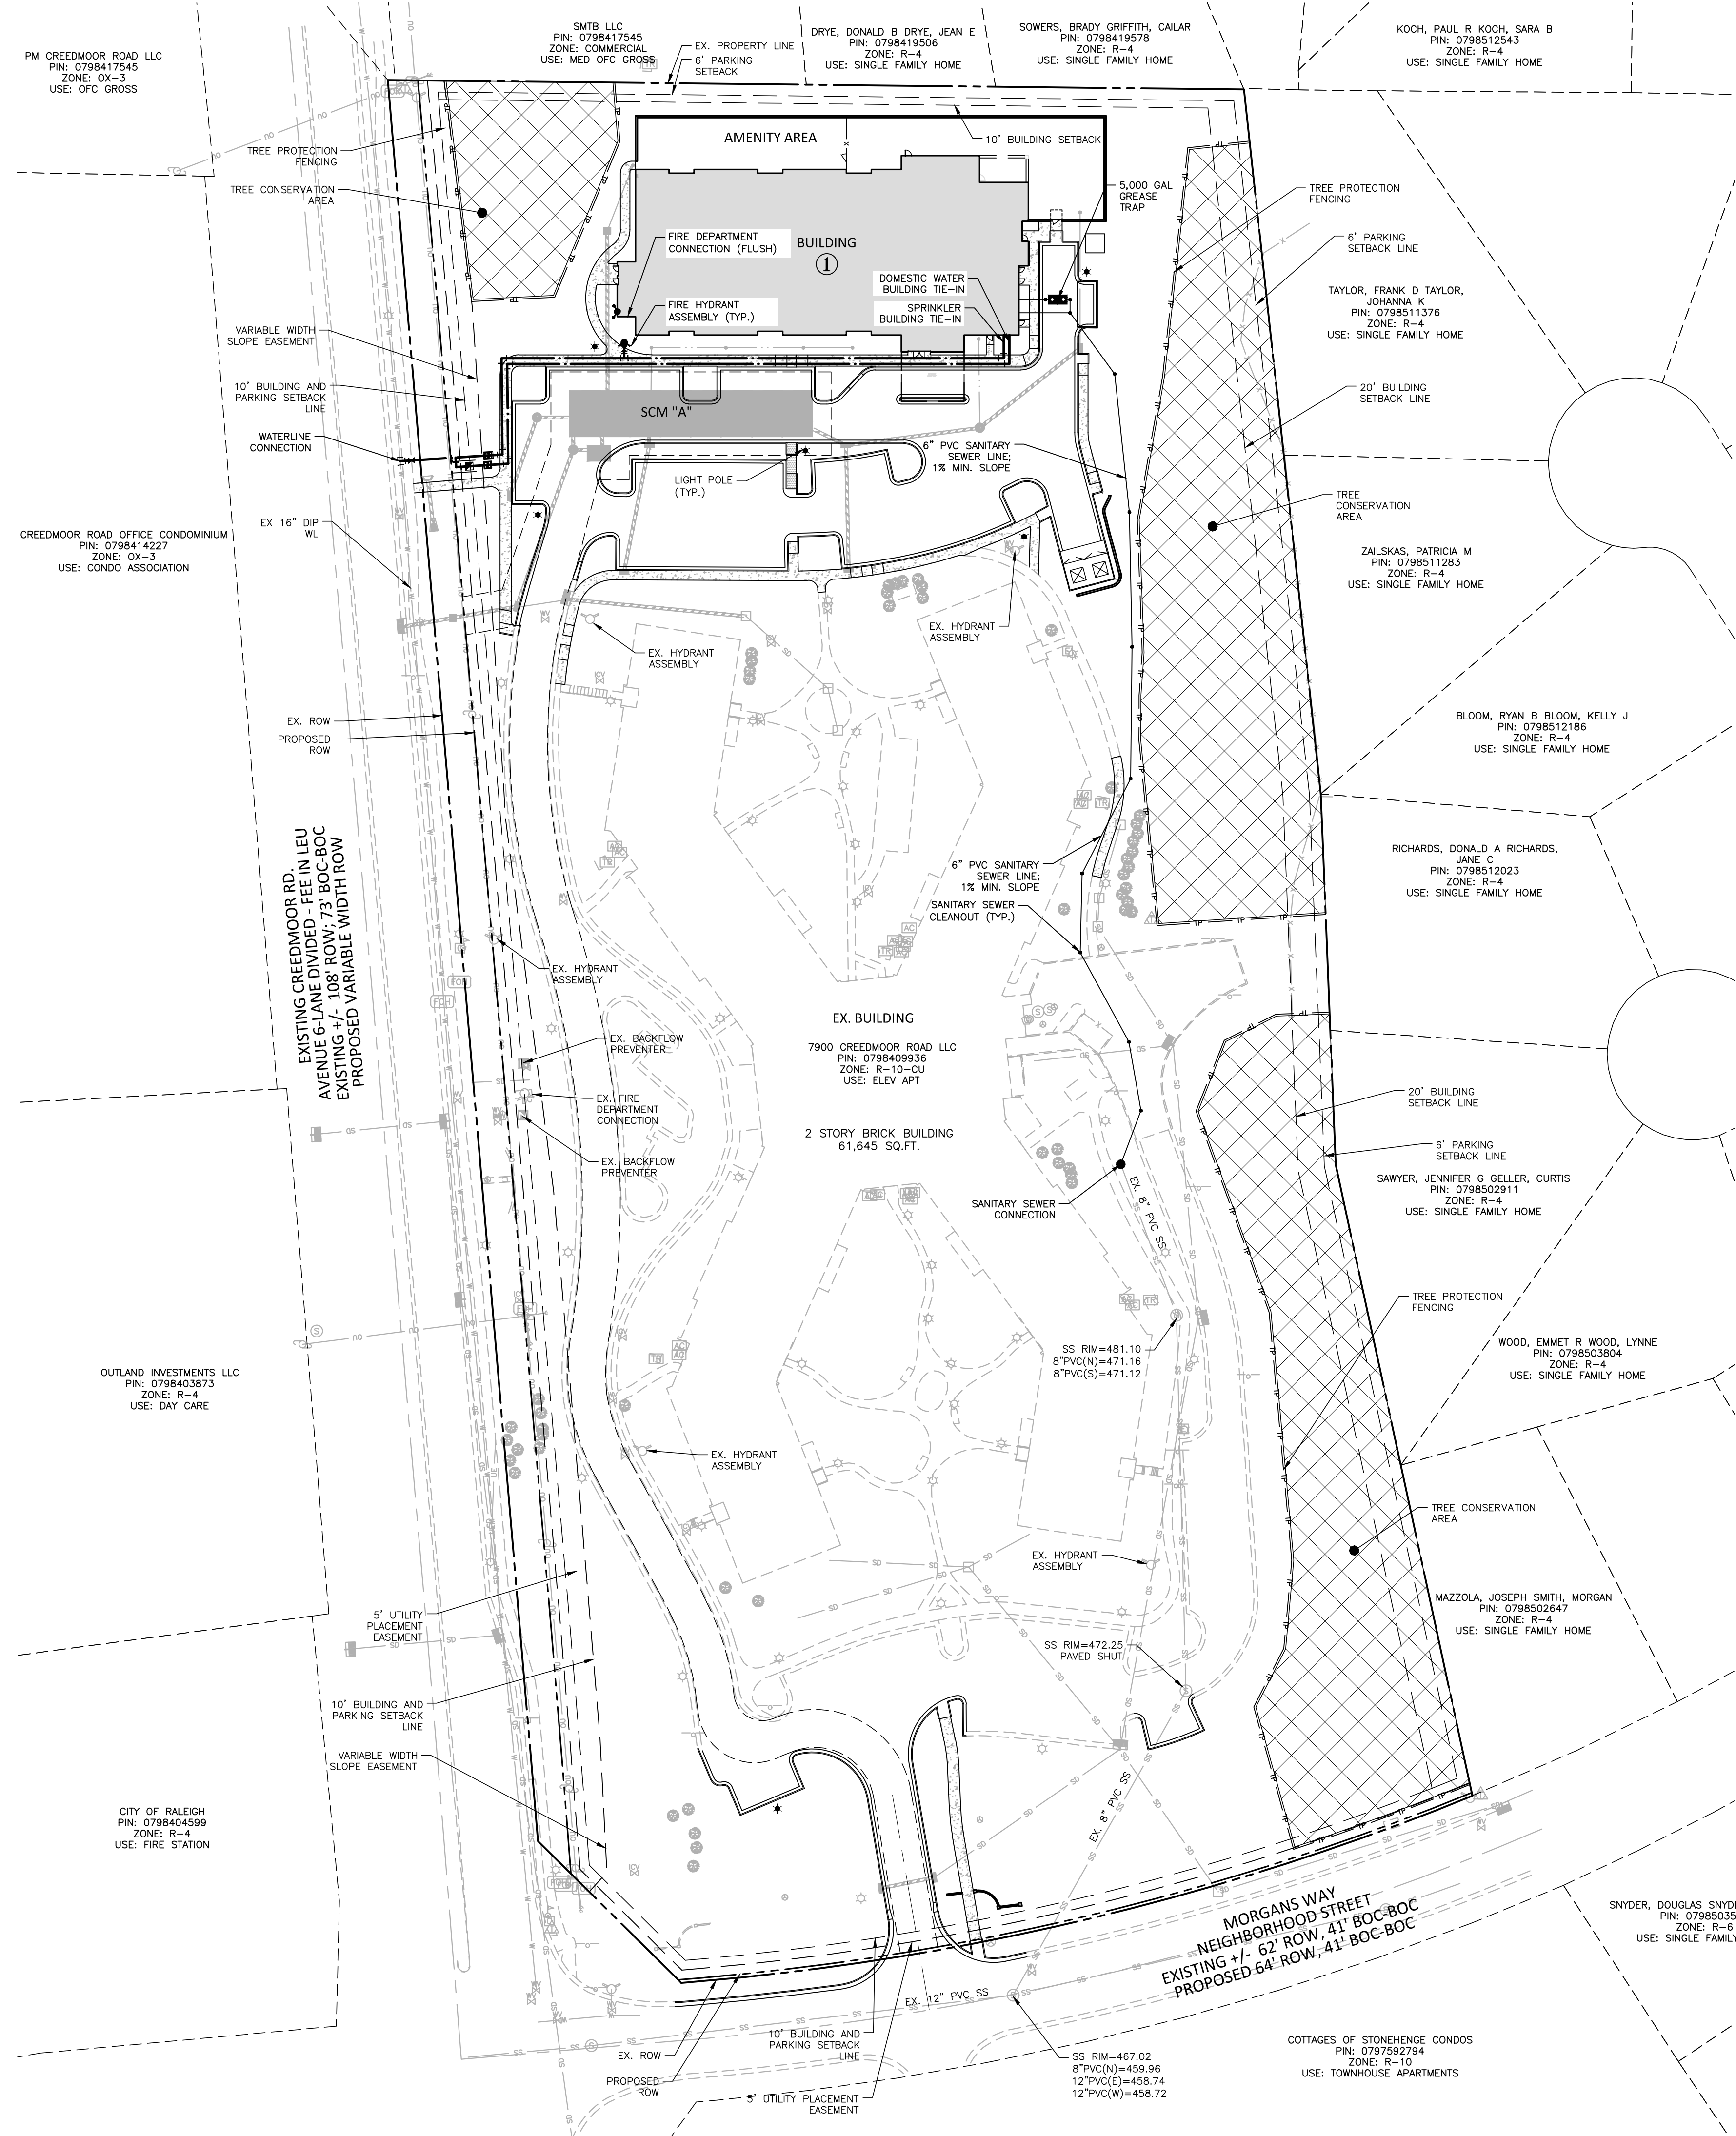 PM CREEDMOOR ROAD LLC
PIN: 0798417545
ZONE: OX-3
USE: OFC GROSS
SMTB LLC
PIN: 0798417545
ZONE: COMMERCIAL
USE: MED OFC GROSS
EX. PROPERTY LINE
6' PARKING
SETBACK
DRYE, DONALD B DRYE, JEAN E
PIN: 0798419506
ZONE: R-4
USE: SINGLE FAMILY HOME
SOWERS, BRADY GRIFFITH, CAILAR
PIN: 0798419578
ZONE: R-4
USE: SINGLE FAMILY HOME
KOCH, PAUL R KOCH, SARA B
PIN: 0798512543
ZONE: R-4
USE: SINGLE FAMILY HOME
TREE PROTECTION
FENCING
TREE CONSERVATION
AREA
AMENITY AREA
10' BUILDING SETBACK
5,000 GAL
GREASE
TRAP
TREE PROTECTION
FENCING
6' PARKING
SETBACK LINE
FIRE DEPARTMENT
CONNECTION (FLUSH)
BUILDING
1
DOMESTIC WATER
BUILDING TIE-IN
FIRE HYDRANT
ASSEMBLY (TYP.)
SPRINKLER
BUILDING TIE-IN
TAYLOR, FRANK D TAYLOR,
JOHANNA K
PIN: 0798511376
ZONE: R-4
USE: SINGLE FAMILY HOME
VARIABLE WIDTH
SLOPE EASEMENT
10' BUILDING AND
PARKING SETBACK
LINE
WATERLINE
CONNECTION
SCM "A"
20' BUILDING
SETBACK LINE
6" PVC SANITARY
SEWER LINE;
1% MIN. SLOPE
LIGHT POLE
(TYP.)
TREE
CONSERVATION
AREA
EX 16" DIP
WL
CREEDMOOR ROAD OFFICE CONDOMINIUM
PIN: 0798414227
ZONE: OX-3
USE: CONDO ASSOCIATION
ZAILSKAS, PATRICIA M
PIN: 0798511283
ZONE: R-4
USE: SINGLE FAMILY HOME
EX. HYDRANT
ASSEMBLY
EX. HYDRANT
ASSEMBLY
EX. ROW
PROPOSED
ROW
BLOOM, RYAN B BLOOM, KELLY J
PIN: 0798512186
ZONE: R-4
USE: SINGLE FAMILY HOME
EXISTING CREEDMOOR RD.
AVENUE 6-LANE DIVIDED - FEE IN LEU
EXISTING +/- 108' ROW; 73' BOC-BOC
PROPOSED VARIABLE WIDTH ROW
RICHARDS, DONALD A RICHARDS,
JANE C
PIN: 0798512023
ZONE: R-4
USE: SINGLE FAMILY HOME
6" PVC SANITARY
SEWER LINE;
1% MIN. SLOPE
SANITARY SEWER
CLEANOUT (TYP.)
EX. HYDRANT
ASSEMBLY
EX. BUILDING
7900 CREEDMOOR ROAD LLC
PIN: 0798409936
ZONE: R-10-CU
USE: ELEV APT
EX. BACKFLOW
PREVENTER
EX. FIRE
DEPARTMENT
CONNECTION
2 STORY BRICK BUILDING
61,645 SQ.FT.
EX. BACKFLOW
PREVENTER
20' BUILDING
SETBACK LINE
6' PARKING
SETBACK LINE
SAWYER, JENNIFER G GELLER, CURTIS
PIN: 0798502911
ZONE: R-4
USE: SINGLE FAMILY HOME
SANITARY SEWER
CONNECTION
EX. 8" PVC SS
TREE PROTECTION
FENCING
WOOD, EMMET R WOOD, LYNNE
PIN: 0798503804
ZONE: R-4
USE: SINGLE FAMILY HOME
SS RIM=481.10
8"PVC(N)=471.16
8"PVC(S)=471.12
OUTLAND INVESTMENTS LLC
PIN: 0798403873
ZONE: R-4
USE: DAY CARE
EX. HYDRANT
ASSEMBLY
TREE CONSERVATION
AREA
EX. HYDRANT
ASSEMBLY
MAZZOLA, JOSEPH SMITH, MORGAN
PIN: 0798502647
ZONE: R-4
USE: SINGLE FAMILY HOME
5' UTILITY
PLACEMENT
EASEMENT
SS RIM=472.25
PAVED SHUT
10' BUILDING AND
PARKING SETBACK
LINE
VARIABLE WIDTH
SLOPE EASEMENT
EX. 8" PVC SS
CITY OF RALEIGH
PIN: 0798404599
ZONE: R-4
USE: FIRE STATION
MORGANS WAY
NEIGHBORHOOD STREET
EXISTING +/- 62' ROW, 41' BOC-BOC
PROPOSED 64' ROW, 41' BOC-BOC
SNYDER, DOUGLAS SNYDE
PIN: 07985035
ZONE: R-6
USE: SINGLE FAMILY
EX. 12" PVC SS
10' BUILDING AND
PARKING SETBACK
LINE
EX. ROW
PROPOSED
ROW
5' UTILITY PLACEMENT
EASEMENT
SS RIM=467.02
8"PVC(N)=459.96
12"PVC(E)=458.74
12"PVC(W)=458.72
COTTAGES OF STONEHENGE CONDOS
PIN: 0797592794
ZONE: R-10
USE: TOWNHOUSE APARTMENTS